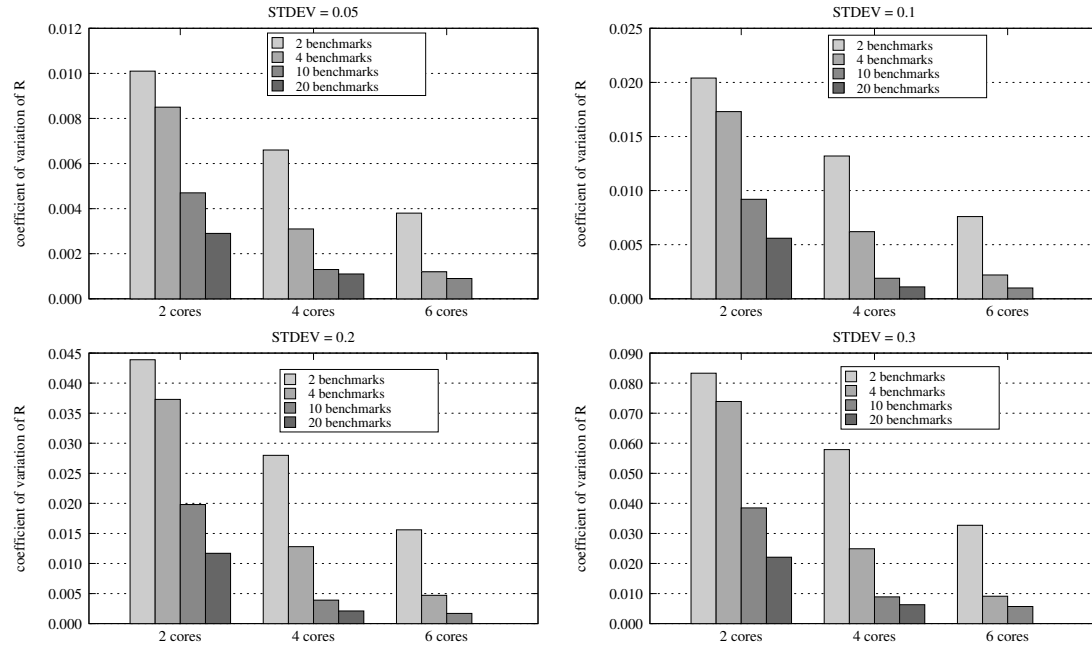 STDEV = 0.05
coefficient of variation of R
0.012
0.010
0.008
0.006
0.004
0.002
0.000
2 benchmarks
4 benchmarks
10 benchmarks
20 benchmarks
2 cores
4 cores
6 cores
STDEV = 0.1
coefficient of variation of R
0.025
0.020
0.015
0.010
0.005
0.000
2 benchmarks
4 benchmarks
10 benchmarks
20 benchmarks
2 cores
4 cores
6 cores
STDEV = 0.2
coefficient of variation of R
0.045
0.040
0.035
0.030
0.025
0.020
0.015
0.010
0.005
0.000
2 benchmarks
4 benchmarks
10 benchmarks
20 benchmarks
2 cores
4 cores
6 cores
STDEV = 0.3
coefficient of variation of R
0.090
0.080
0.070
0.060
0.050
0.040
0.030
0.020
0.010
0.000
2 benchmarks
4 benchmarks
10 benchmarks
20 benchmarks
2 cores
4 cores
6 cores